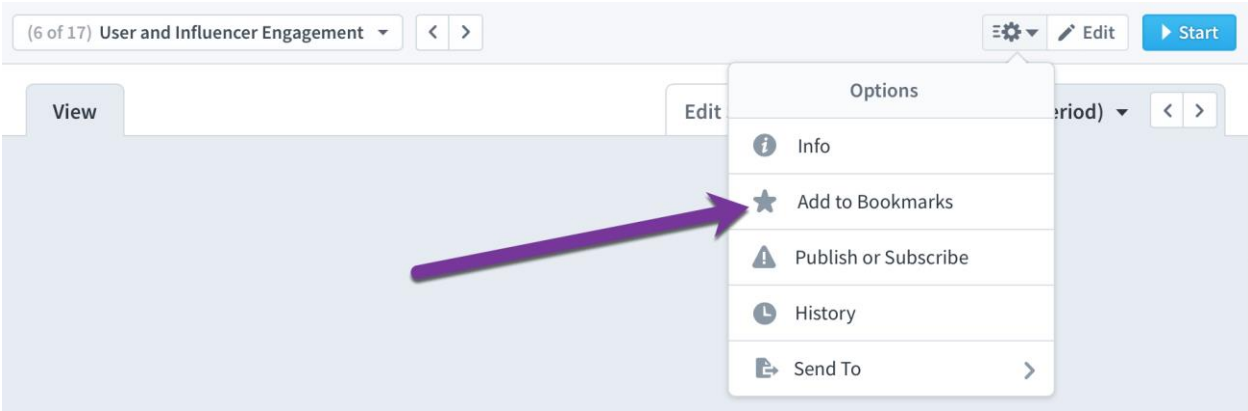 (6 of 17) User and Influencer Engagement
Edit
Start
View
Edit
eriod)
Options
Info
Add to Bookmarks
Publish or Subscribe
History
Send To